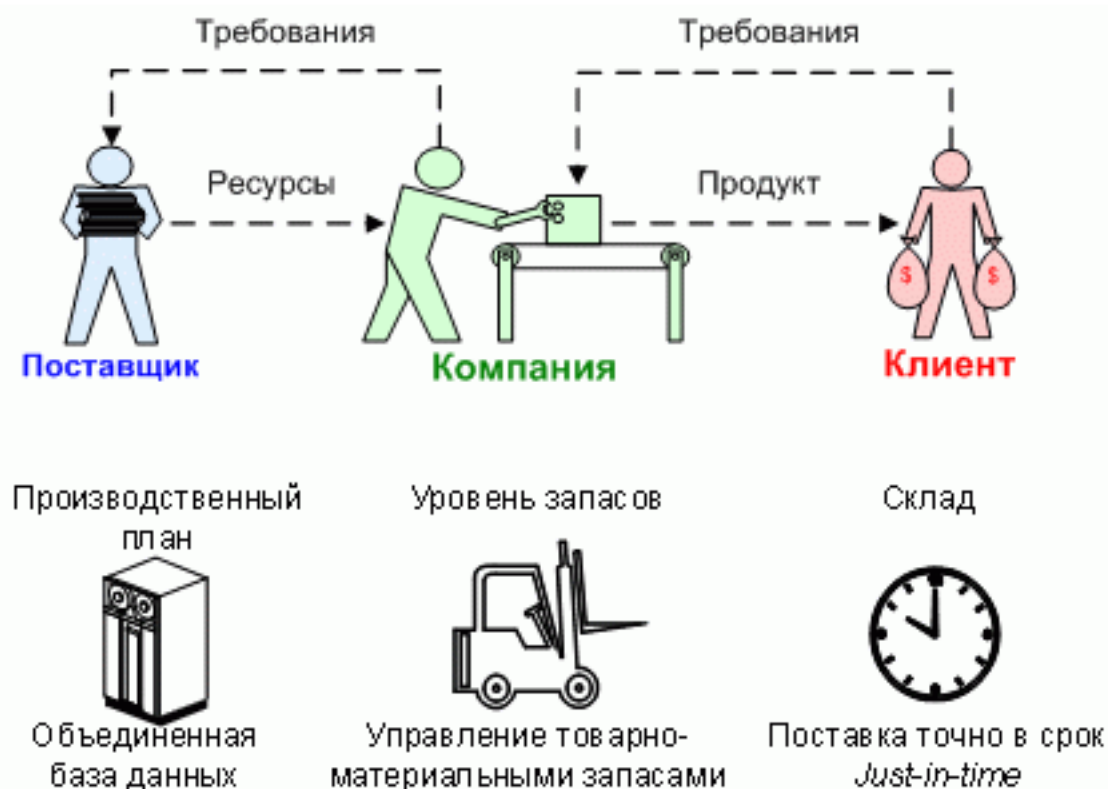 Требования
Требования
Ресурсы
Продукт
$
$
Поставщик
Компания
Клиент
Производственный
план
Уровень запасов
Склад
Объединенная
база данных
Управление товарно-
материальными запасами
Поставка точно в срок
Just-in-time